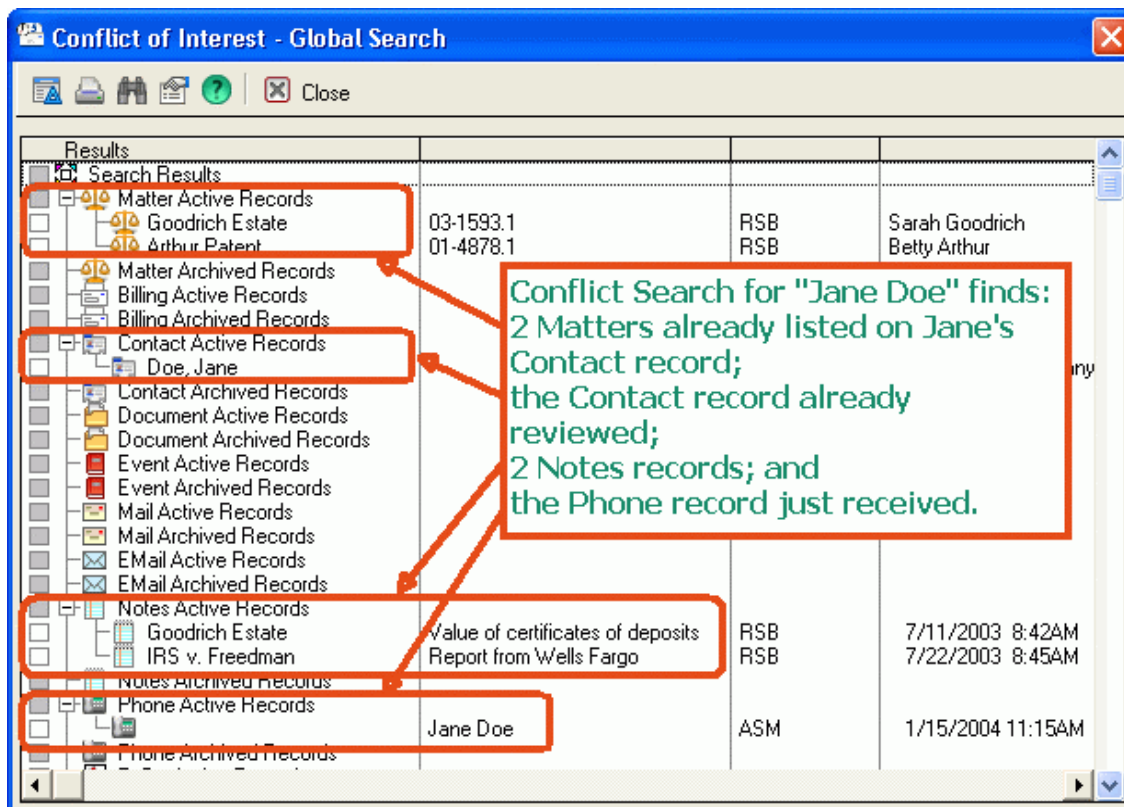 Conflict of Interest - Global Search
Close
Results
Search Results
Matter Active Records
Goodrich Estate 03-1593.1 RSB Sarah Goodrich
Arthur Patent 01-4878.1 RSB Betty Arthur
Matter Archived Records
Billing Active Records
Billing Archived Records
Contact Active Records
Doe, Jane
Contact Archived Records
Document Active Records
Document Archived Records
Event Active Records
Event Archived Records
Mail Active Records
Mail Archived Records
EMail Active Records
EMail Archived Records
Notes Active Records
Goodrich Estate Value of certificates of deposits RSB 7/11/2003 8:42AM
IRS v. Freedman Report from Wells Fargo RSB 7/22/2003 8:45AM
Notes Archived Records
Phone Active Records
Jane Doe ASM 1/15/2004 11:15AM
Phone Archived Records
Conflict Search for "Jane Doe" finds:
2 Matters already listed on Jane's
Contact record;
the Contact record already
reviewed;
2 Notes records; and
the Phone record just received.